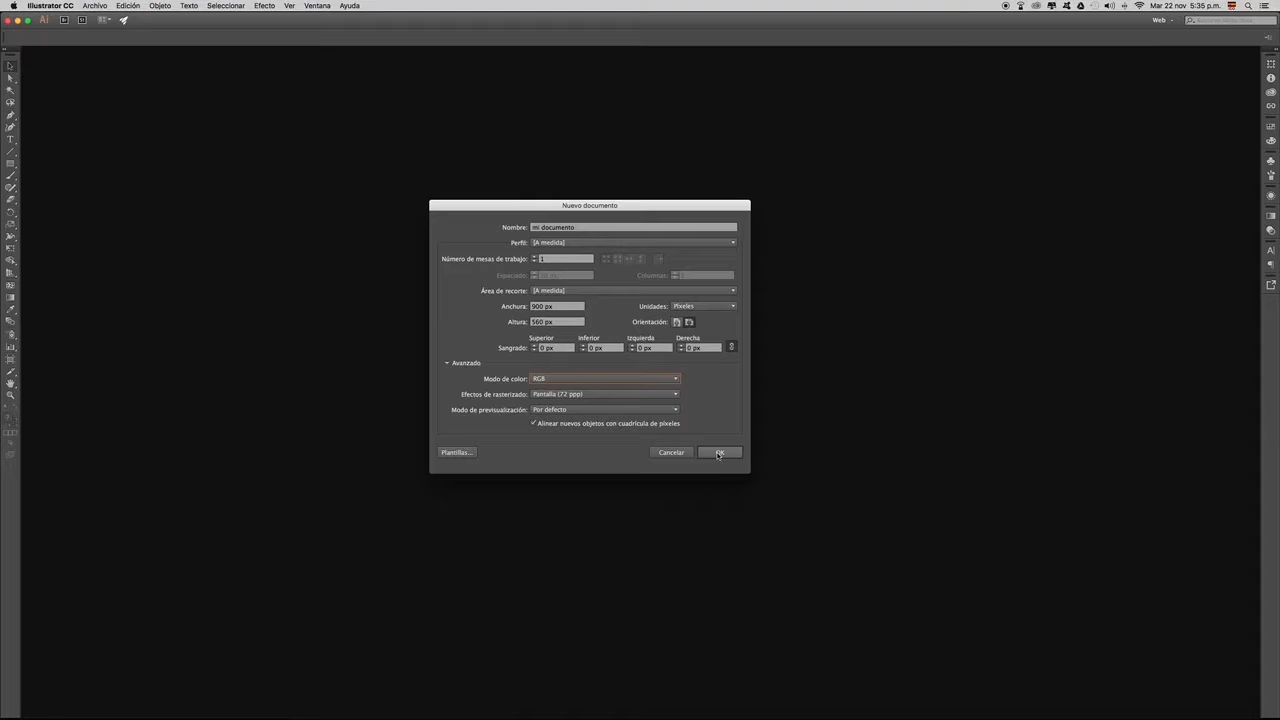 Illustrator CC Archivo Edición Objeto Texto Seleccionar Efecto Ver Ventana Ayuda Mar 22 nov 5:35 p.m.
Ai Br St Web
Nuevo documento
Nombre: mi documento
Perfil: [A medida]
Número de mesas de trabajo: 1
Espaciado: Columnas:
Área de recorte: [A medida]
Anchura: 900 px Unidades: Píxeles
Altura: 560 px Orientación:
Superior Inferior Izquierda Derecha
Sangrado: 0 px 0 px 0 px 0 px
Avanzado
Modo de color: RGB
Efectos de rasterizado: Pantalla (72 ppp)
Modo de previsualización: Por defecto
Alinear nuevos objetos con cuadrícula de píxeles
Plantillas... Cancelar OK